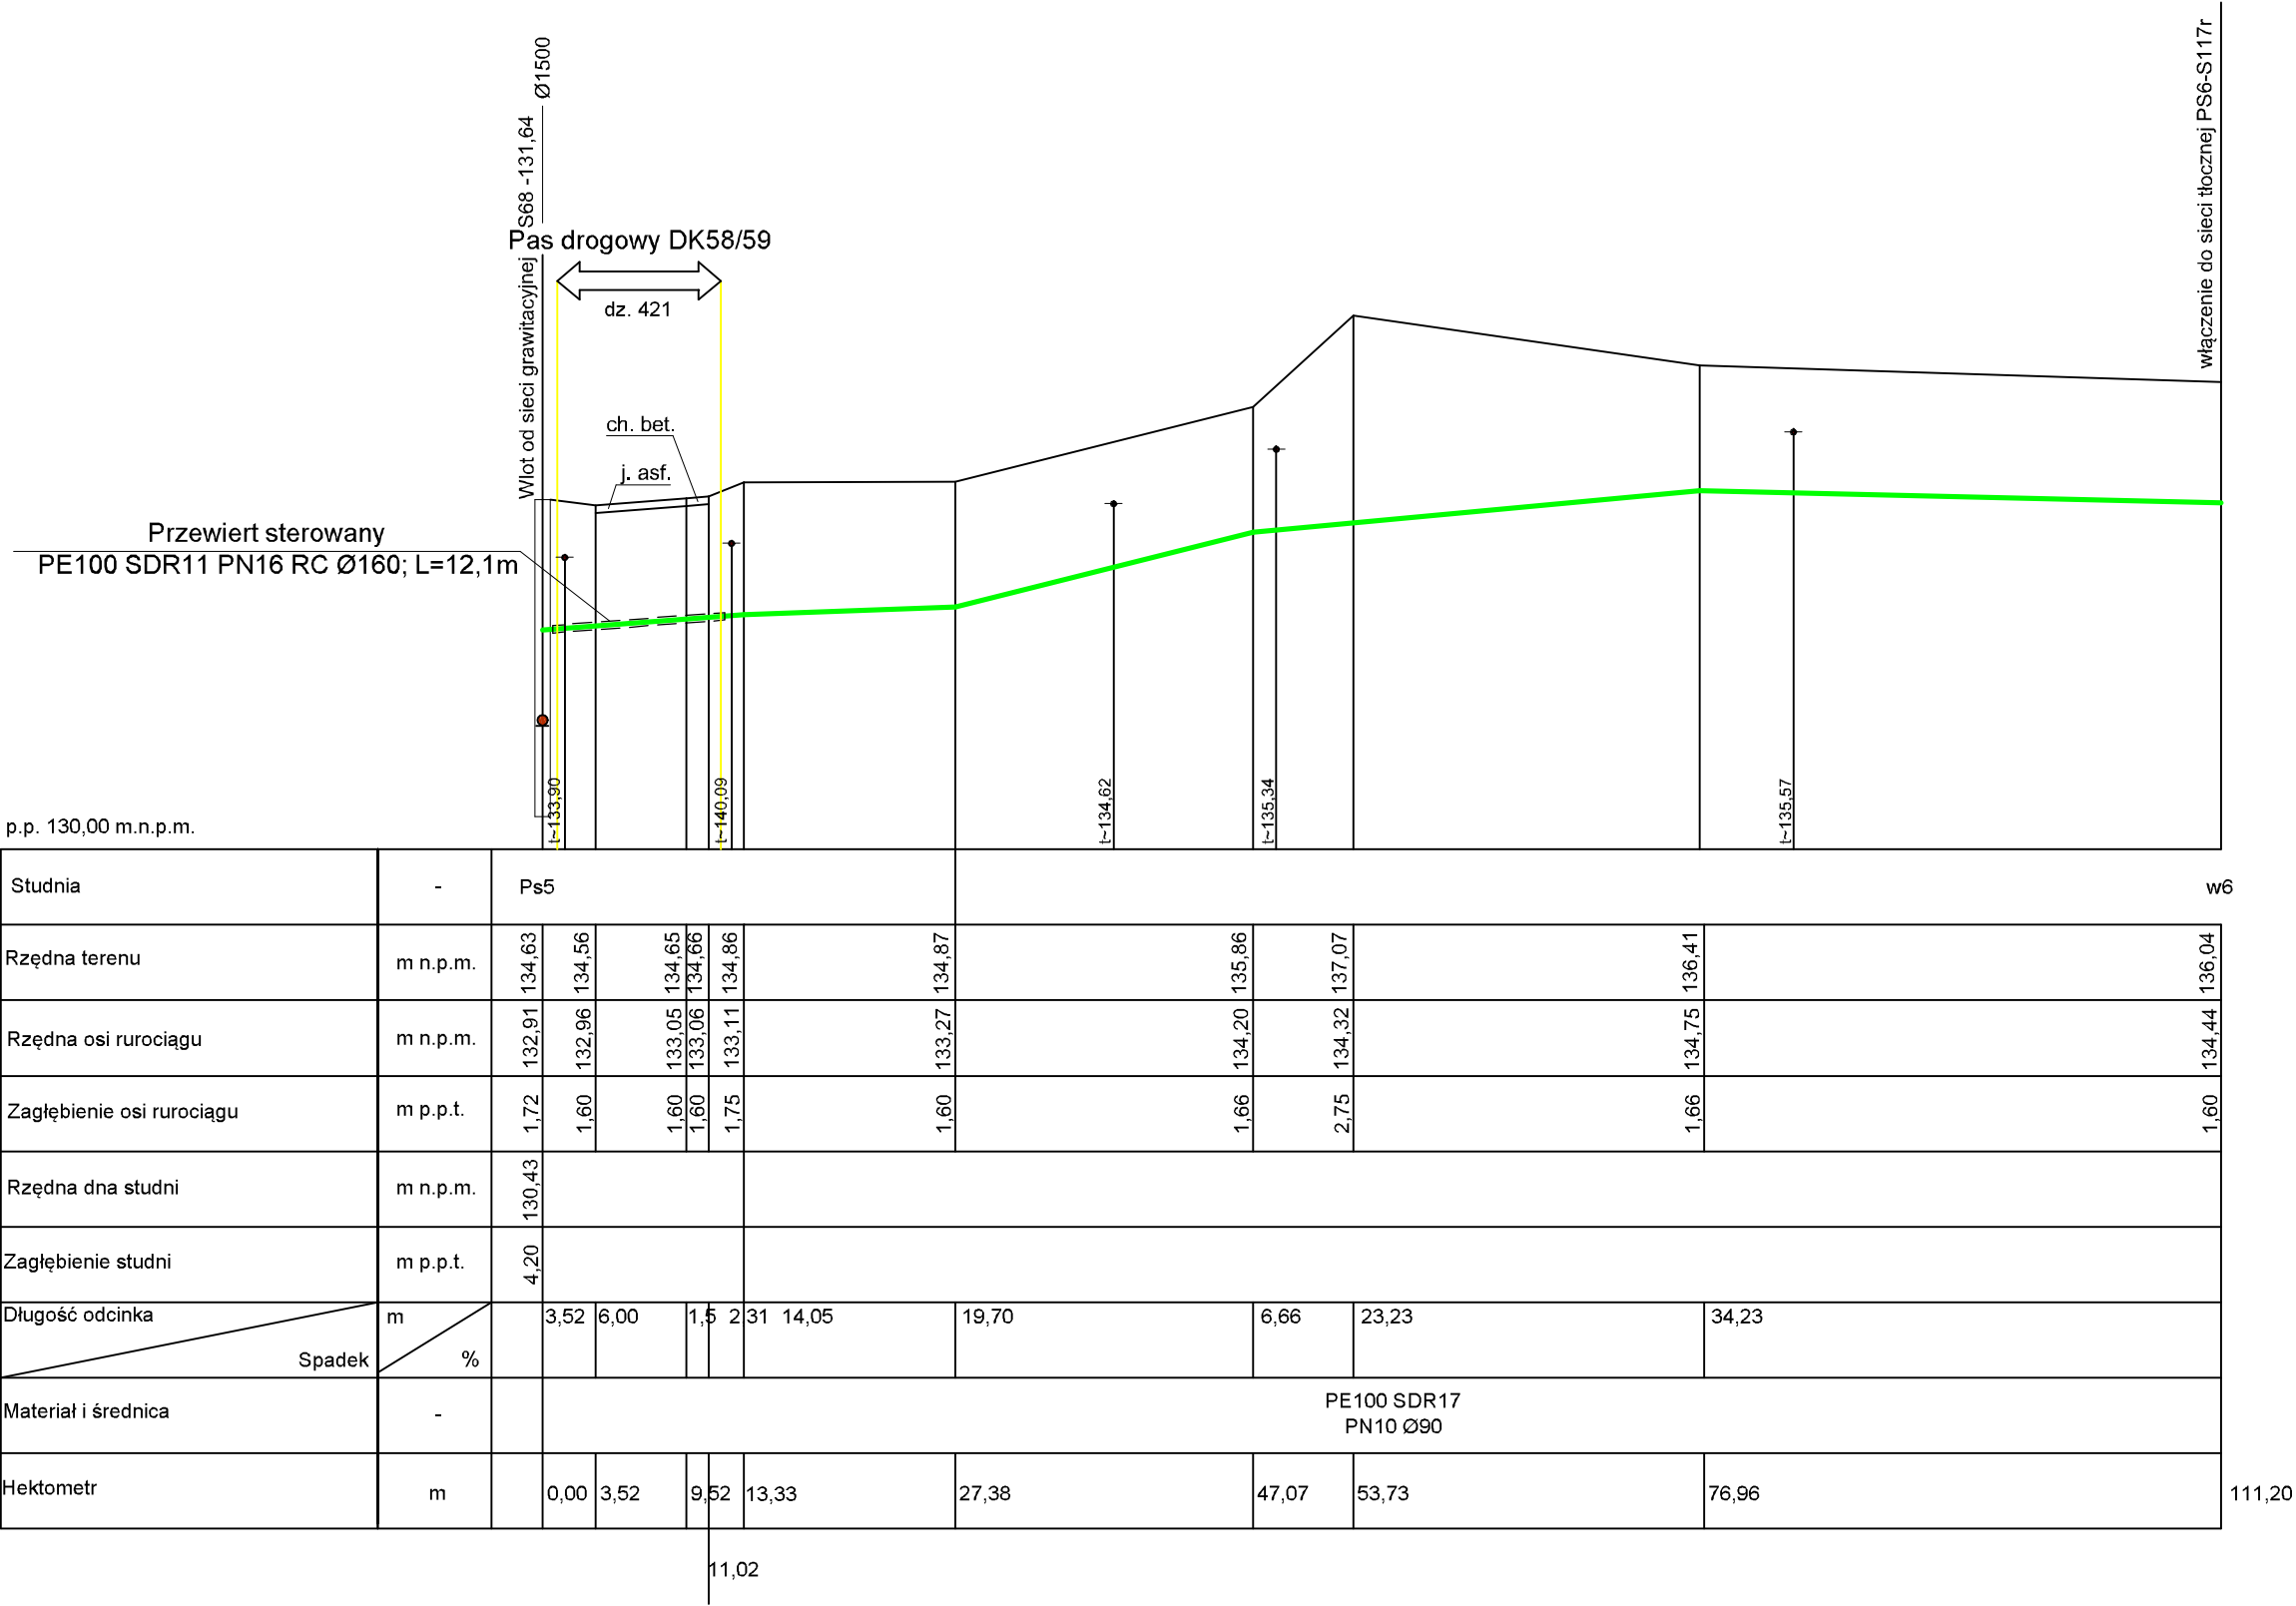 Wlot od sieci grawitacyjnej S68 -131,64 Ø1500
włączenie do sieci tłocznej PS6-S117r
Pas drogowy DK58/59
dz. 421
ch. bet.
j. asf.
Przewiert sterowany
PE100 SDR11 PN16 RC Ø160; L=12,1m
t~133,90
t~140,09
t~134,62
t~135,34
t~135,57
p.p. 130,00 m.n.p.m.
Studnia - Ps5 w6
Rzędna terenu m n.p.m. 134,63 134,56 134,65 134,66 134,86 134,87 135,86 137,07 136,41 136,04
Rzędna osi rurociągu m n.p.m. 132,91 132,96 133,05 133,06 133,11 133,27 134,20 134,32 134,75 134,44
Zagłębienie osi rurociągu m p.p.t. 1,72 1,60 1,60 1,60 1,75 1,60 1,66 2,75 1,66 1,60
Rzędna dna studni m n.p.m. 130,43
Zagłębienie studni m p.p.t. 4,20
Długość odcinka m 3,52 6,00 1,5 2,31 14,05 19,70 6,66 23,23 34,23
Spadek %
Materiał i średnica - PE100 SDR17
PN10 Ø90
Hektometr m 0,00 3,52 9,52 13,33 27,38 47,07 53,73 76,96 111,20
11,02